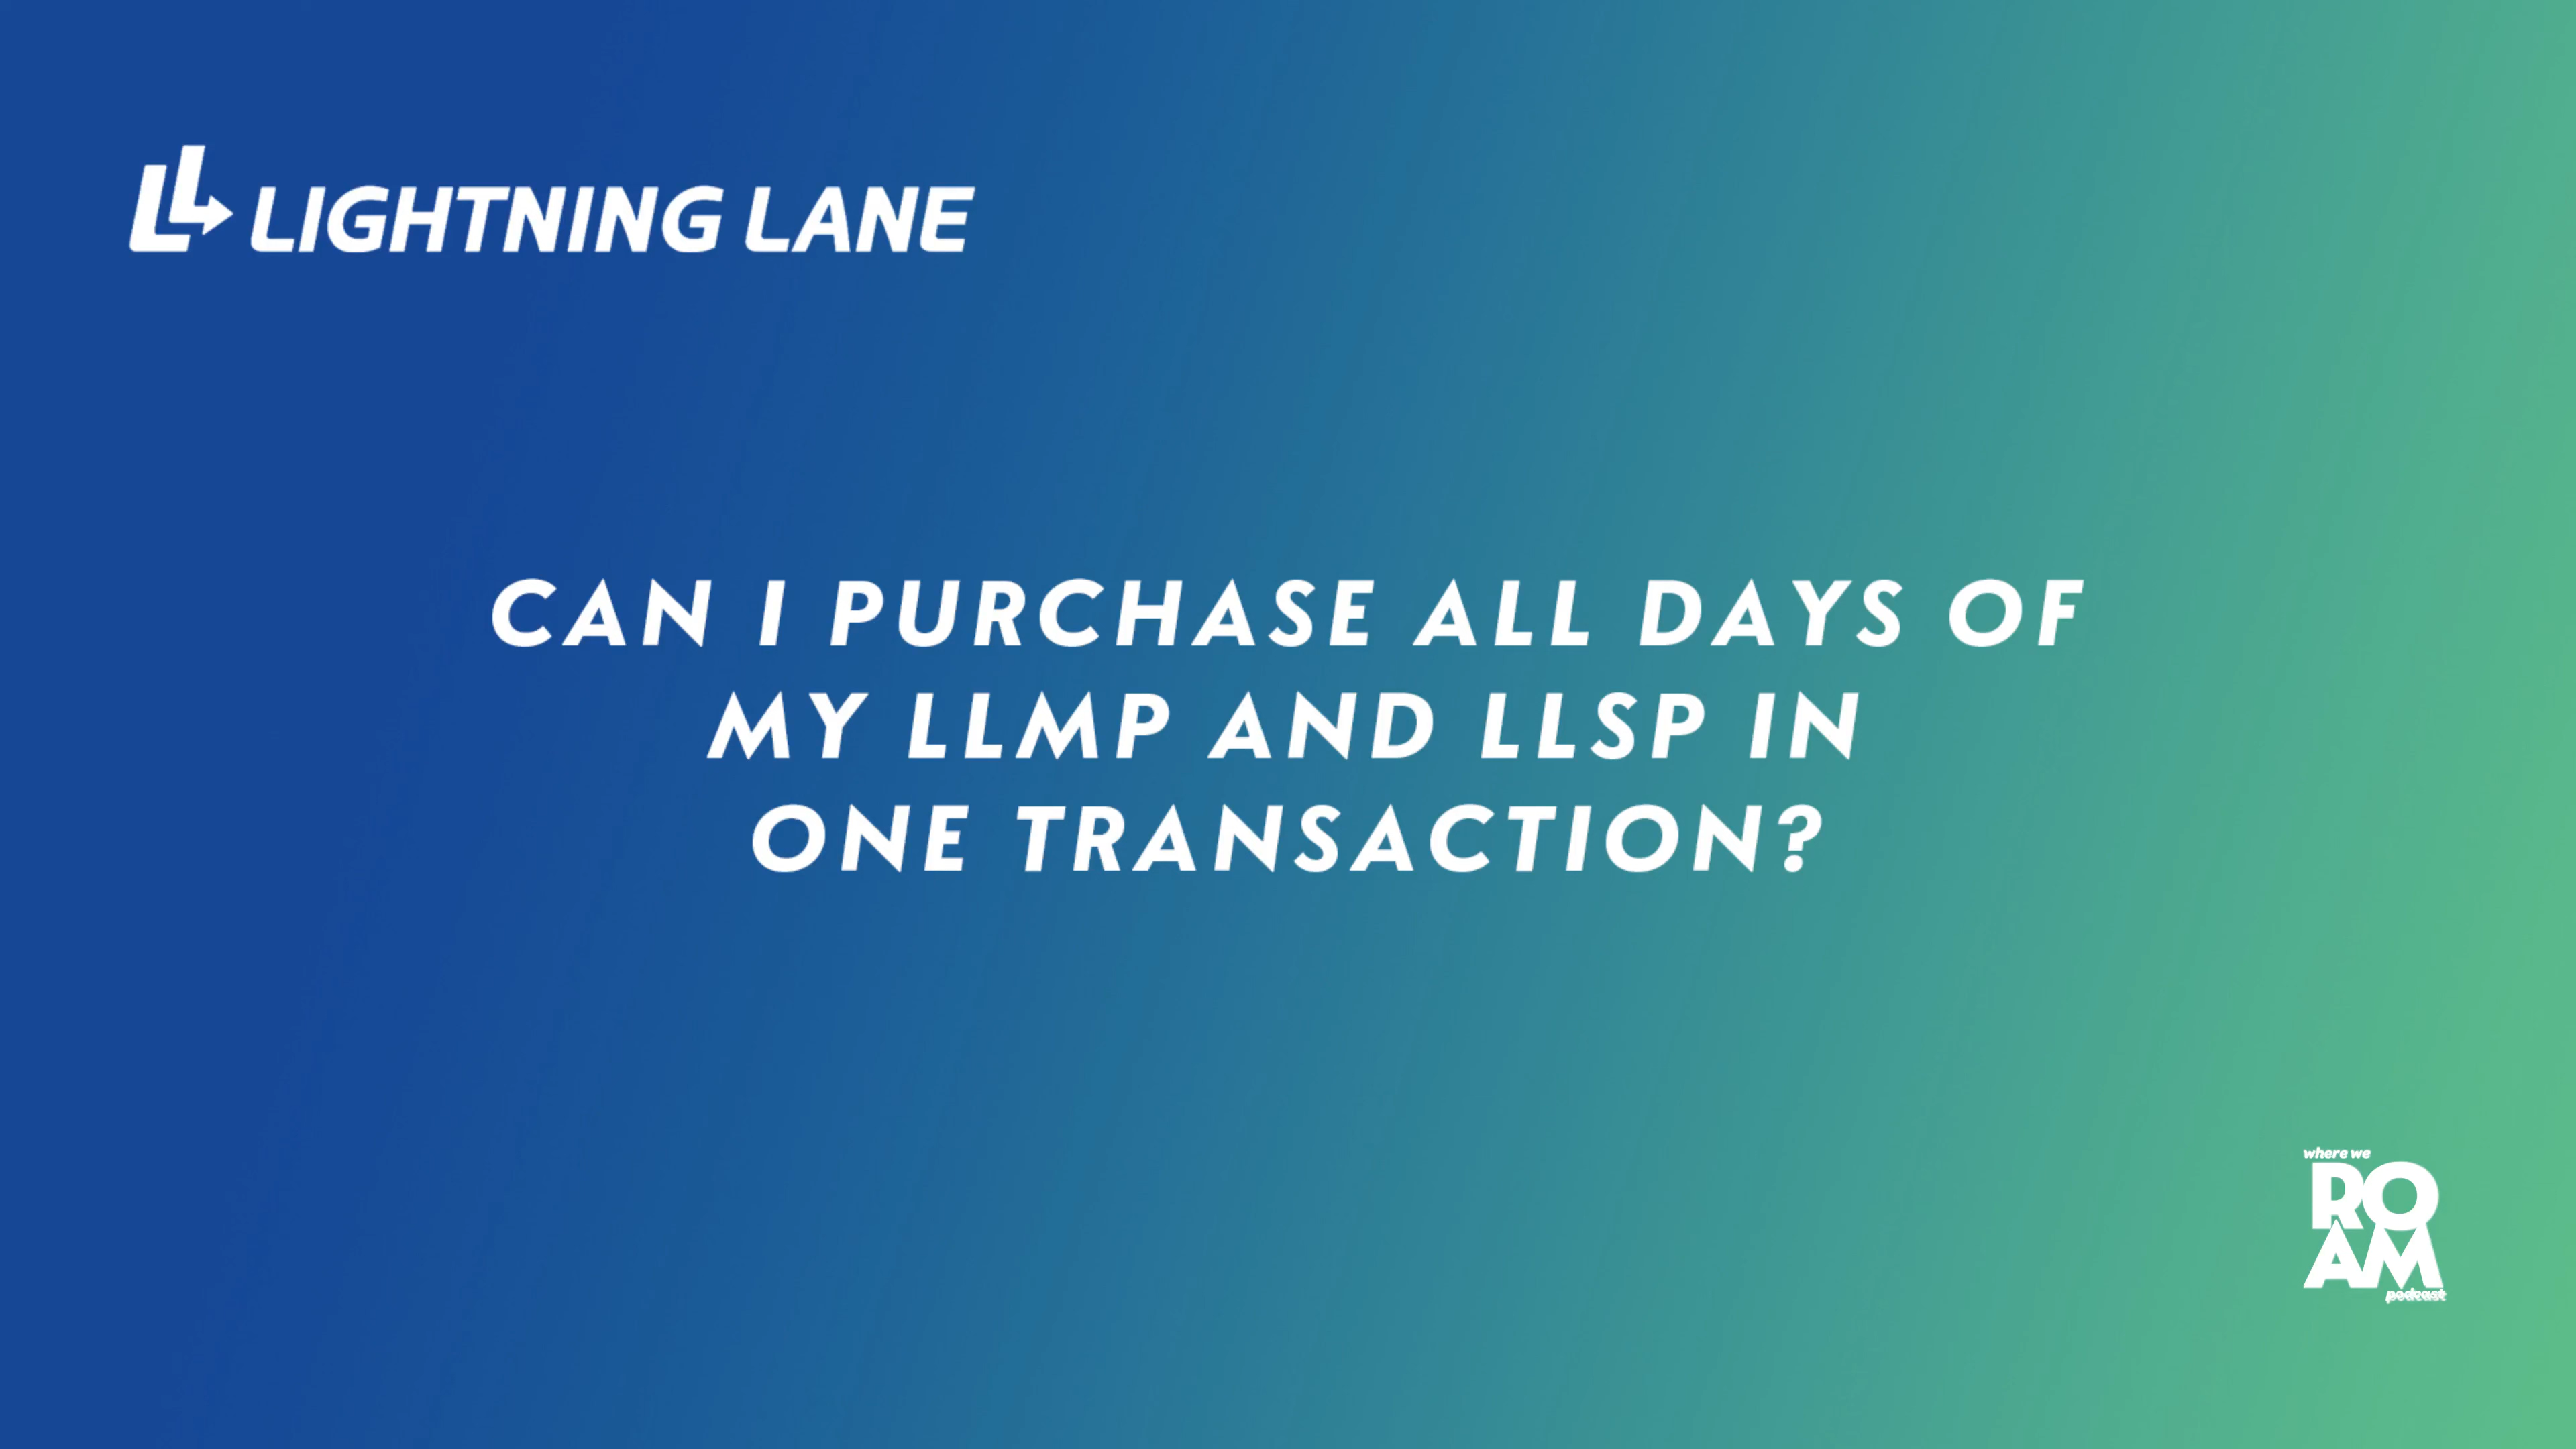 LIGHTNING LANE
CAN I PURCHASE ALL DAYS OF
MY LLMP AND LLSP IN
ONE TRANSACTION?
where we
RO
AM
podcast